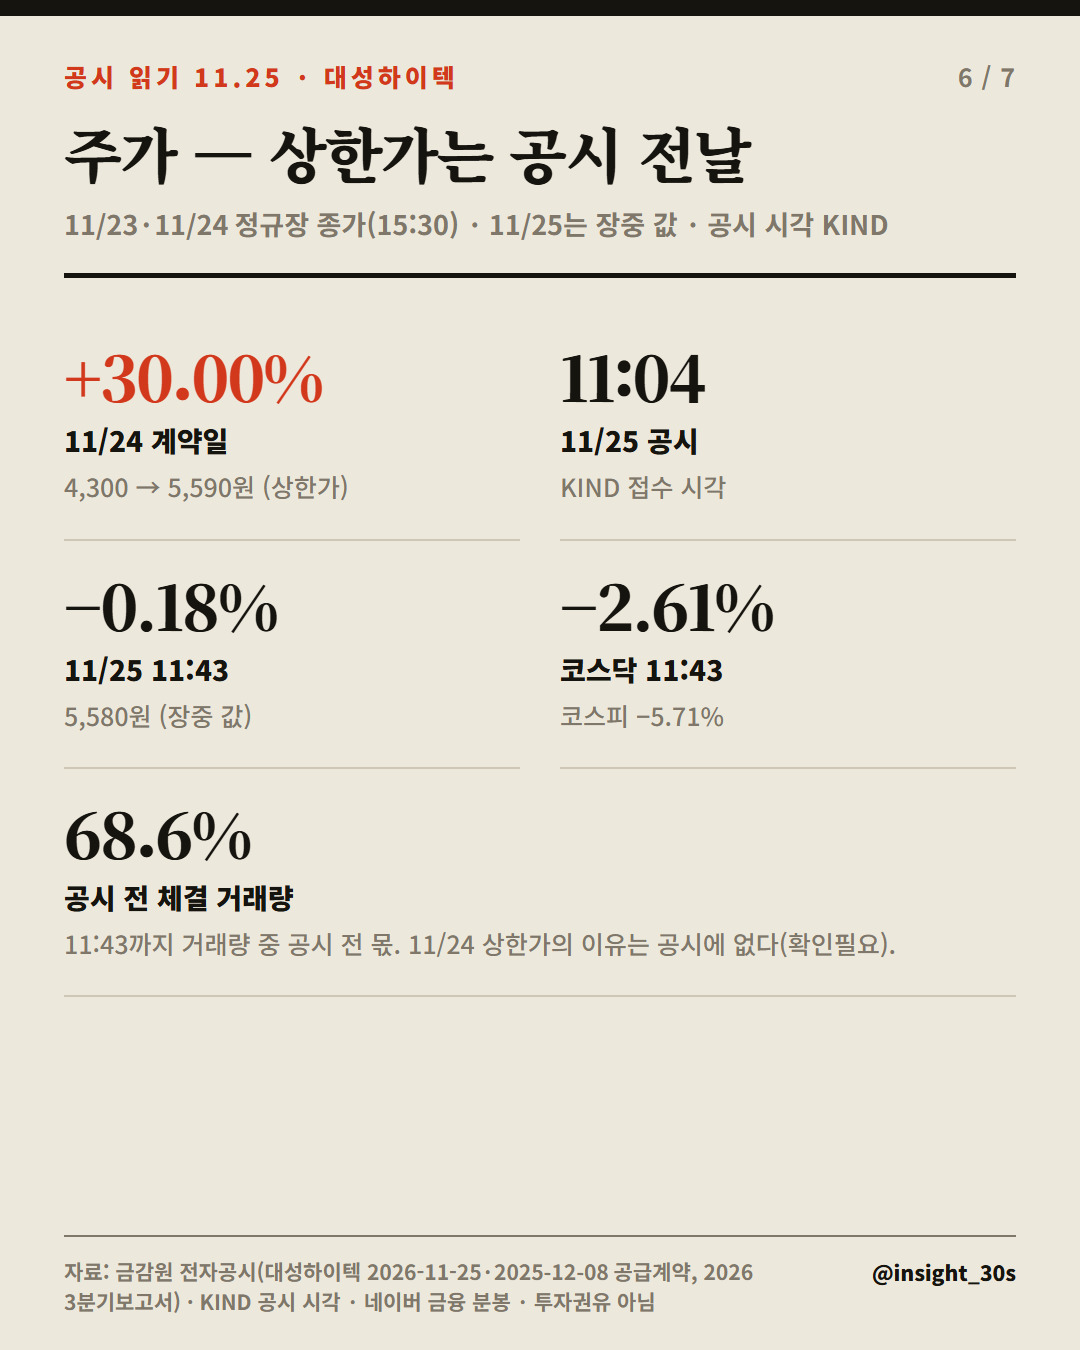 공시 읽기 11.25 · 대성하이텍
6 / 7
주가 — 상한가는 공시 전날
11/23·11/24 정규장 종가(15:30) · 11/25는 장중 값 · 공시 시각 KIND
+30.00%
11/24 계약일
4,300 → 5,590원 (상한가)
11:04
11/25 공시
KIND 접수 시각
−0.18%
11/25 11:43
5,580원 (장중 값)
−2.61%
코스닥 11:43
코스피 −5.71%
68.6%
공시 전 체결 거래량
11:43까지 거래량 중 공시 전 몫. 11/24 상한가의 이유는 공시에 없다(확인필요).
자료: 금감원 전자공시(대성하이텍 2026-11-25·2025-12-08 공급계약, 2026
3분기보고서) · KIND 공시 시각 · 네이버 금융 분봉 · 투자권유 아님
@insight_30s